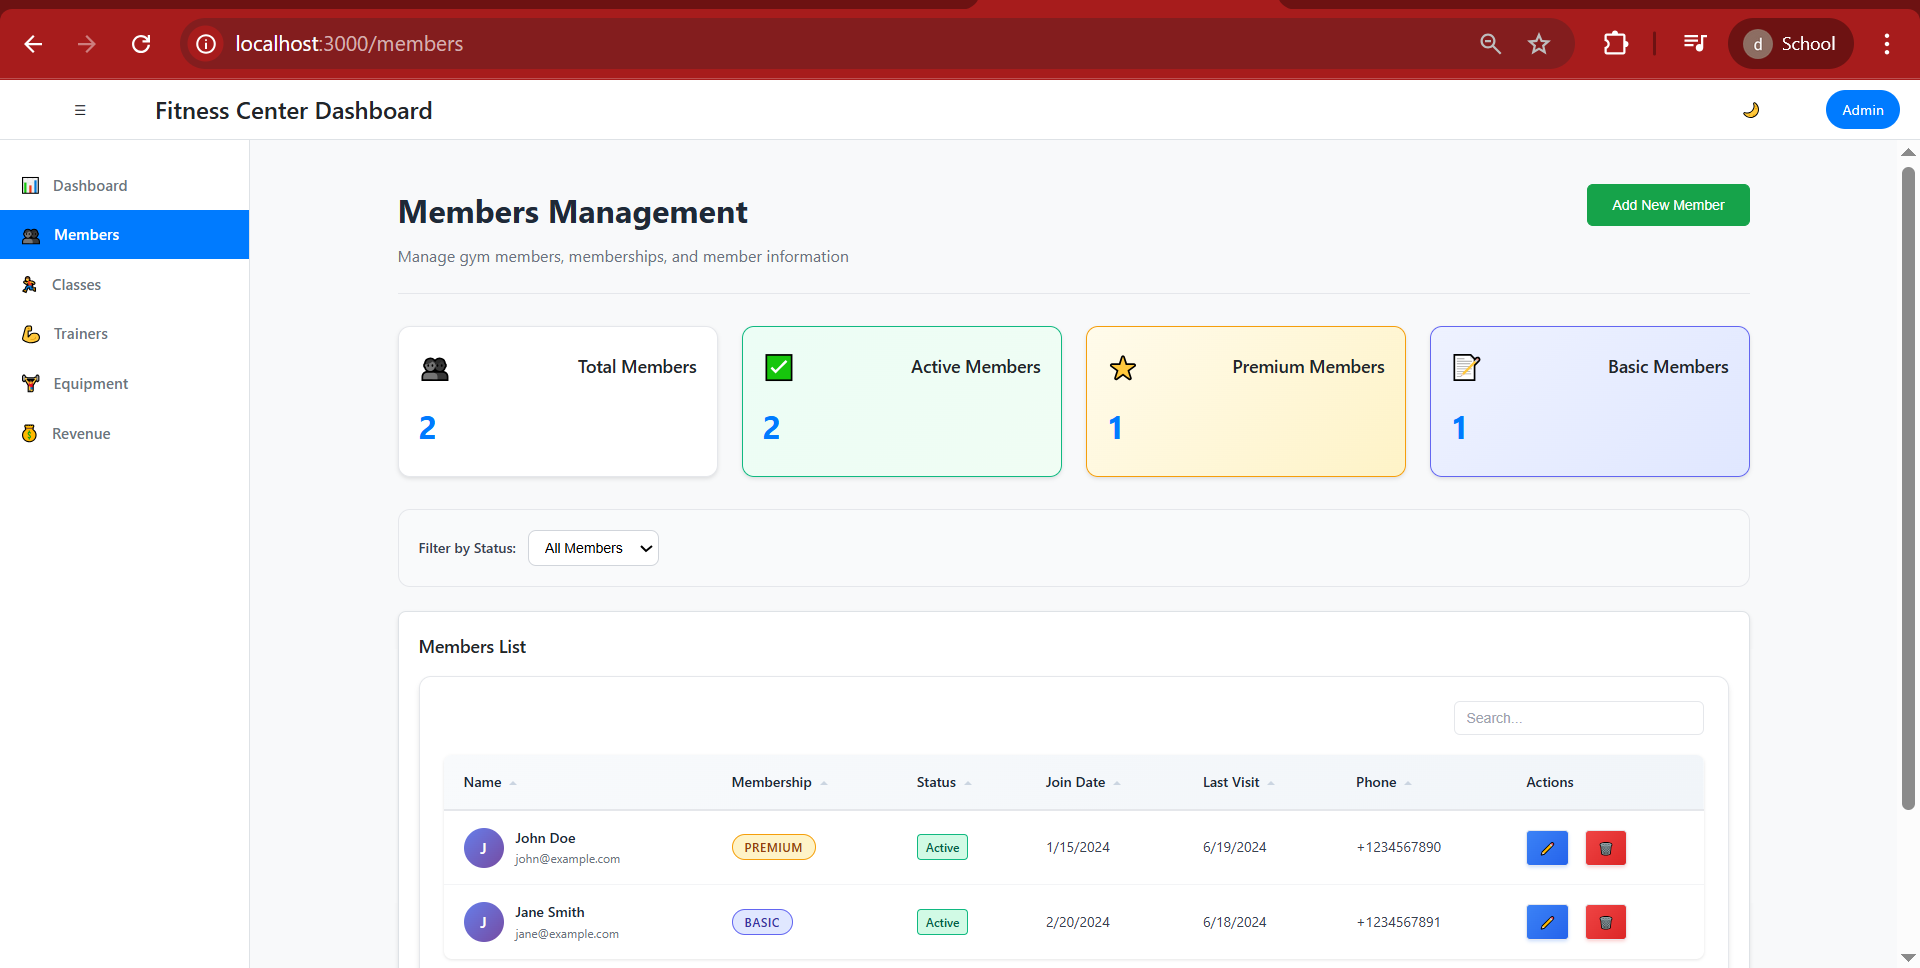 localhost:3000/members
d School
☰ Fitness Center Dashboard
Admin
Dashboard
Members
Classes
Trainers
Equipment
Revenue
Members Management
Add New Member
Manage gym members, memberships, and member information
Total Members
2
Active Members
2
Premium Members
1
Basic Members
1
Filter by Status: All Members
Members List
Search...
Name Membership Status Join Date Last Visit Phone Actions
J John Doe PREMIUM Active 1/15/2024 6/19/2024 +1234567890
john@example.com
J Jane Smith BASIC Active 2/20/2024 6/18/2024 +1234567891
jane@example.com